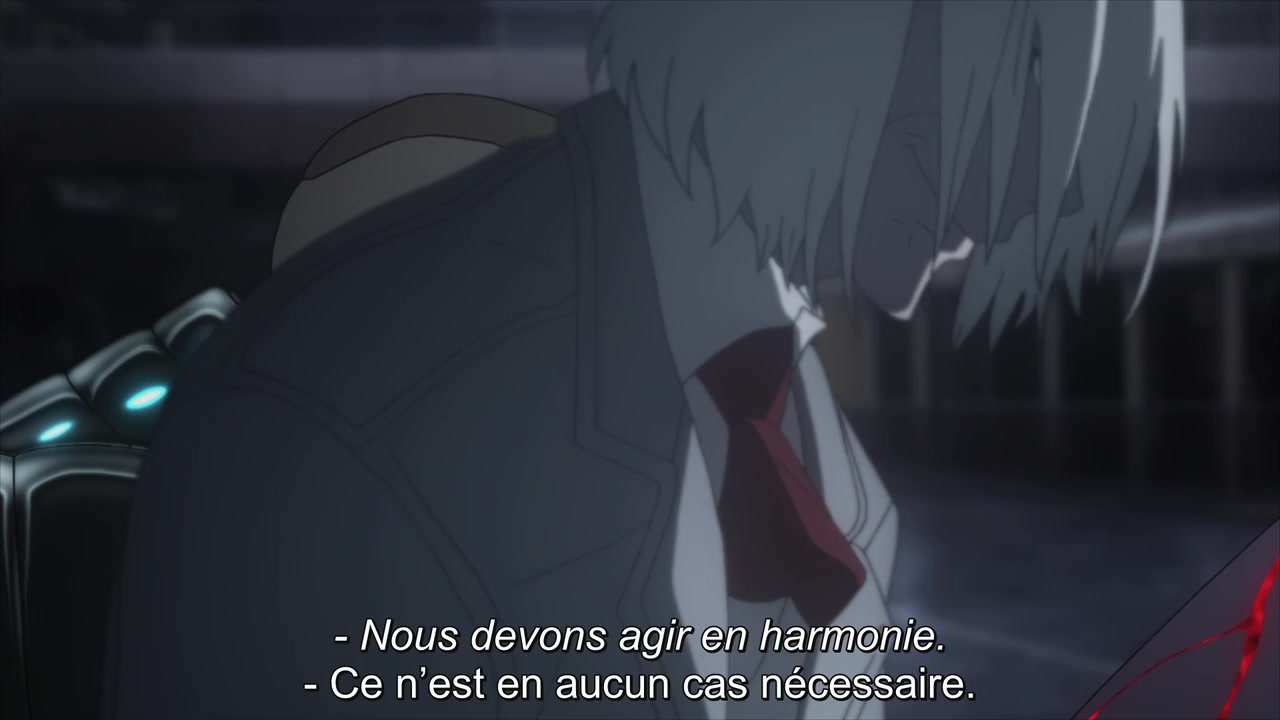 - Nous devons agir en harmonie.
- Ce n’est en aucun cas nécessaire.